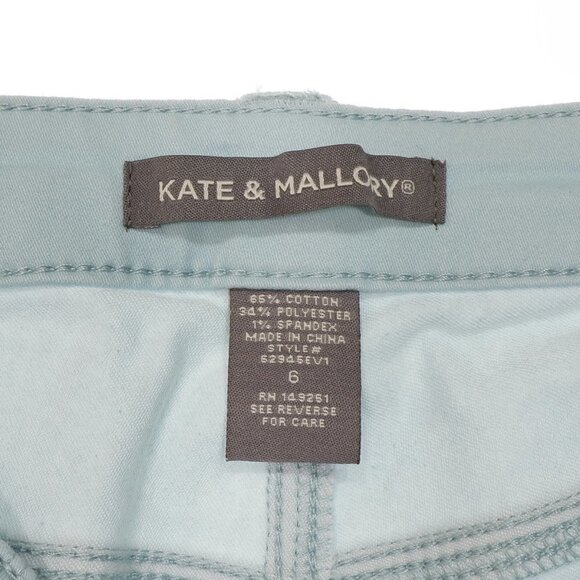 KATE & MALLORY®
65% COTTON
34% POLYESTER
1% SPANDEX
MADE IN CHINA
STYLE#
62945EV1
6
RN 149261
SEE REVERSE
FOR CARE